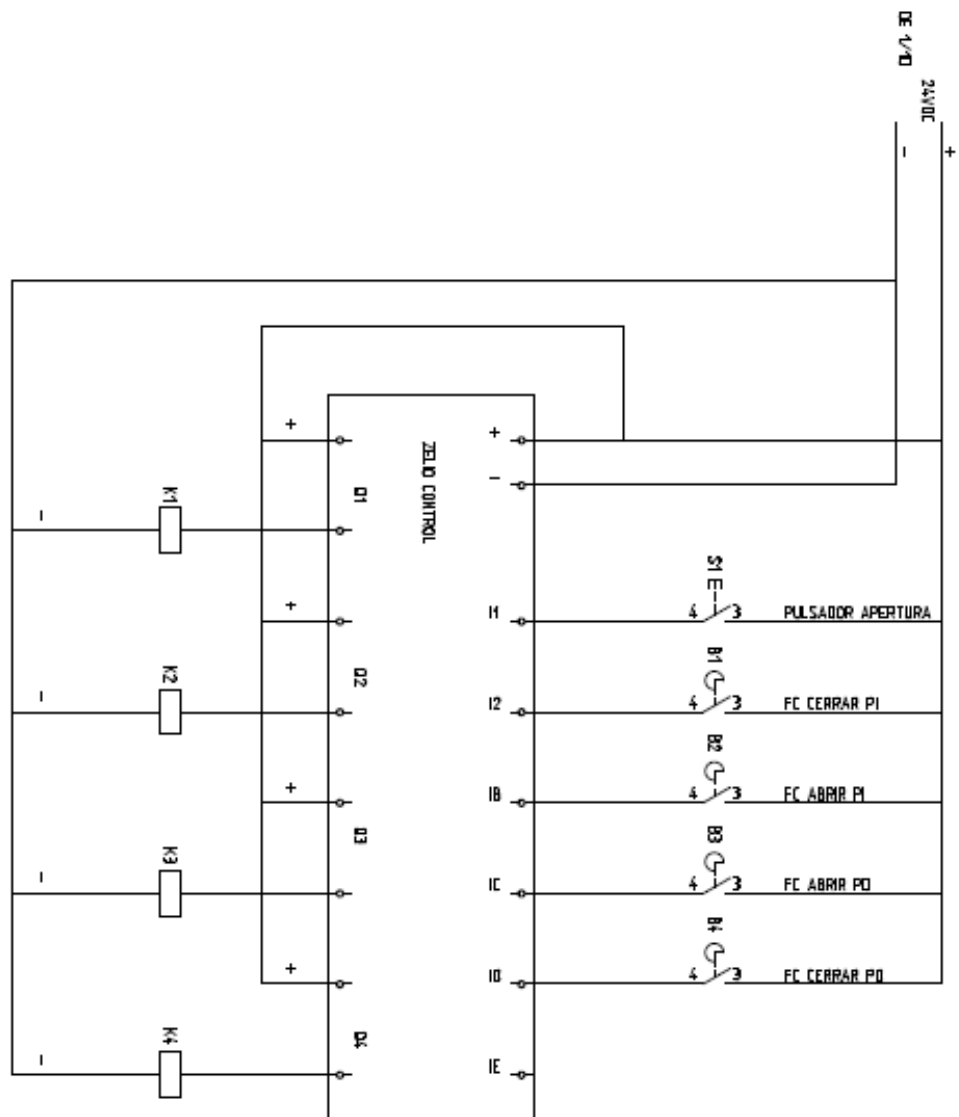 DE 1/10
24VDC
-
+
+
+
-
ZELIO CONTROL
K1
Q1
-
S1
I1
4
3
PULSADOR APERTURA
+
B1
K2
Q2
I2
4
3
FC CERRAR PI
-
B2
+
IB
4
3
FC ABRIR PI
Q3
B3
K3
IC
4
3
FC ABRIR PD
-
B4
+
ID
4
3
FC CERRAR PD
K4
Q4
-
IE